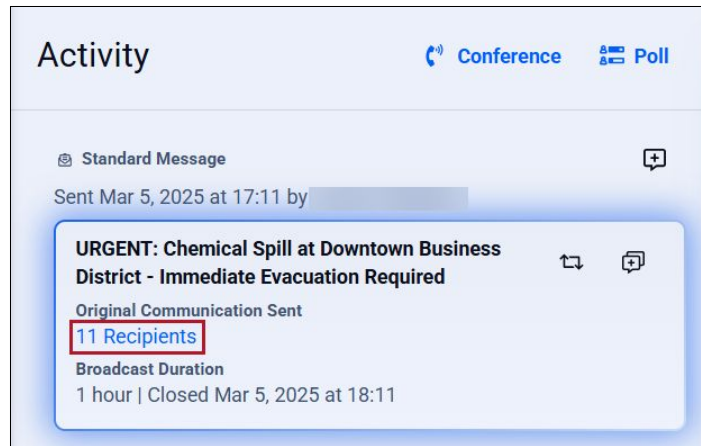 Activity
Conference
Poll
Standard Message
Sent Mar 5, 2025 at 17:11 by
URGENT: Chemical Spill at Downtown Business
District - Immediate Evacuation Required
Original Communication Sent
11 Recipients
Broadcast Duration
1 hour | Closed Mar 5, 2025 at 18:11